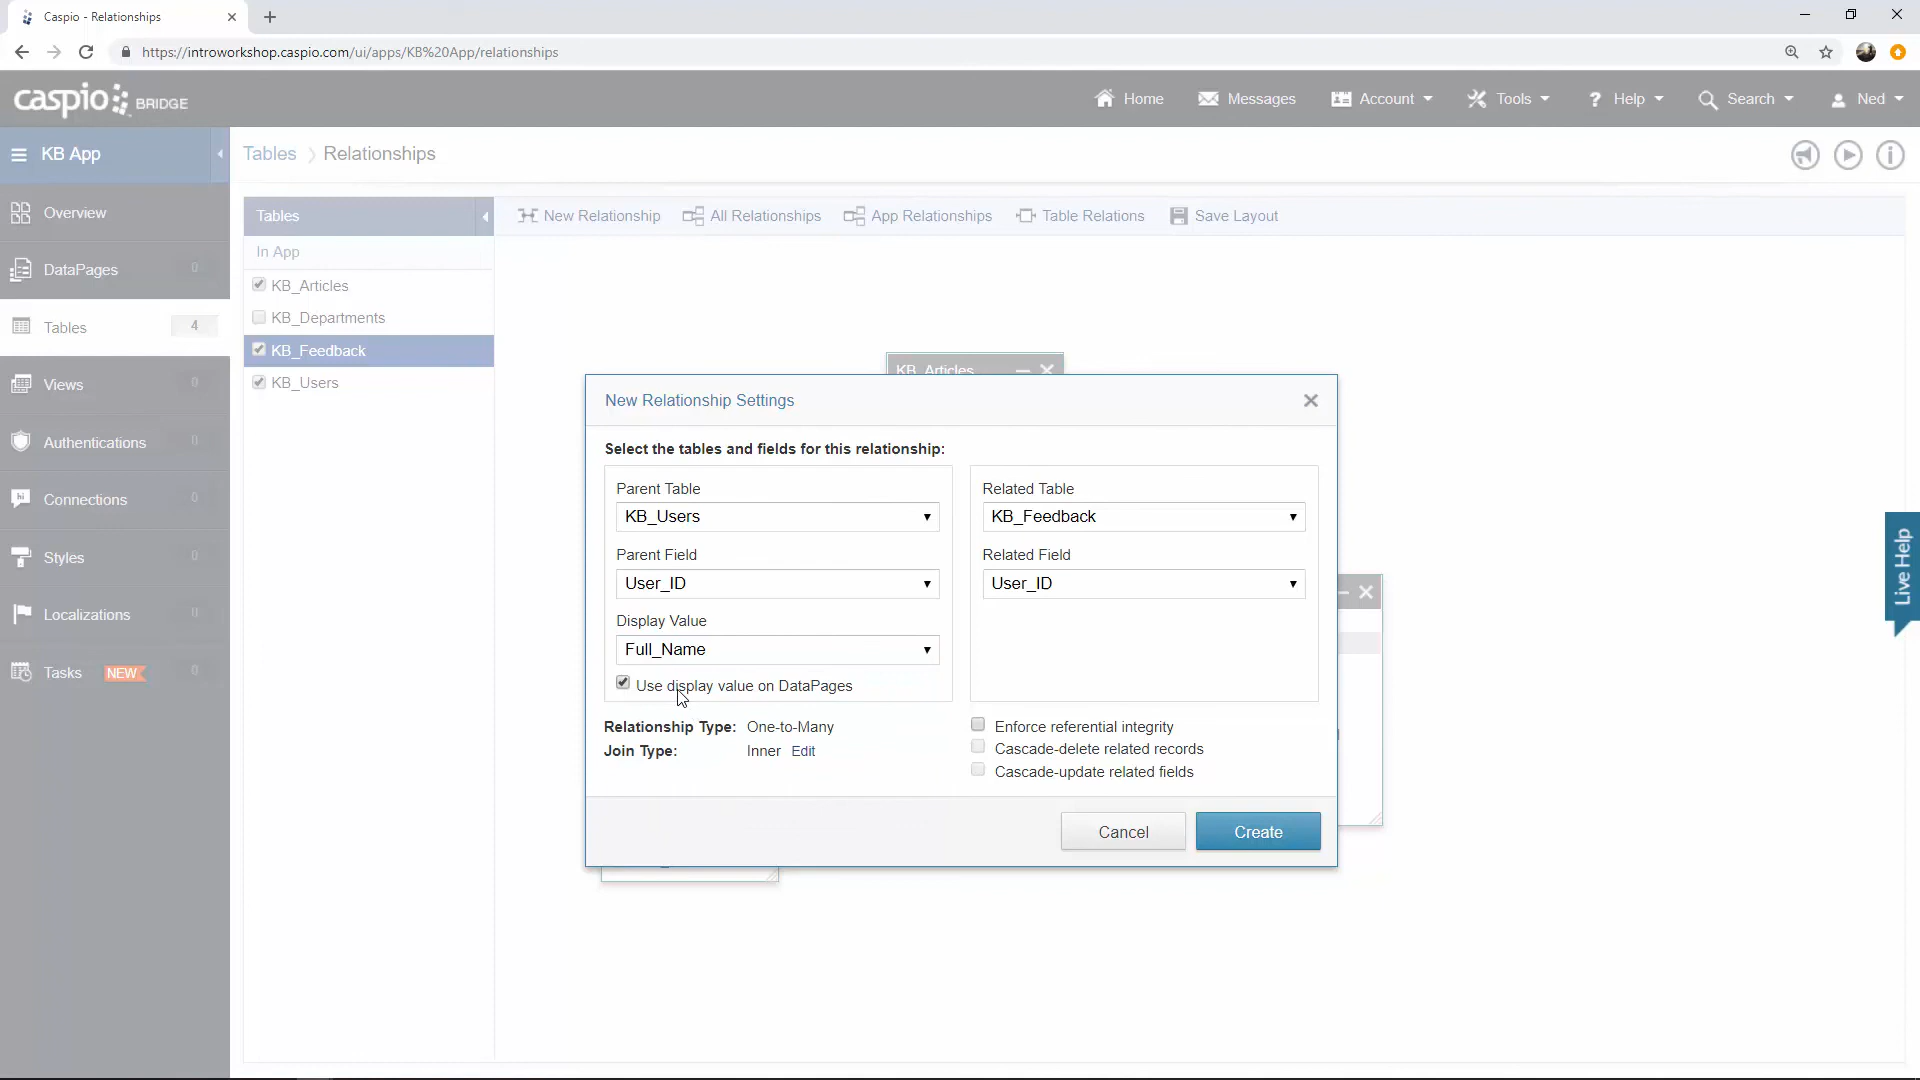 Caspio - Relationships
https://introworkshop.caspio.com/ui/apps/KB%20App/relationships
caspio BRIDGE
Home
Messages
Account
Tools
? Help
Search
Ned
KB App
Tables
Relationships
Overview
DataPages 0
Tables 4
Views 0
Authentications 0
hi Connections 0
Styles 0
Localizations 0
Tasks NEW 0
Tables
In App
KB_Articles
KB_Departments
KB_Feedback
KB_Users
New Relationship
All Relationships
App Relationships
Table Relations
Save Layout
KB_Articles
New Relationship Settings
Select the tables and fields for this relationship:
Parent Table
KB_Users
Parent Field
User_ID
Display Value
Full_Name
Use display value on DataPages
Related Table
KB_Feedback
Related Field
User_ID
Relationship Type: One-to-Many
Join Type: Inner Edit
Enforce referential integrity
Cascade-delete related records
Cascade-update related fields
Cancel
Create
Live Help